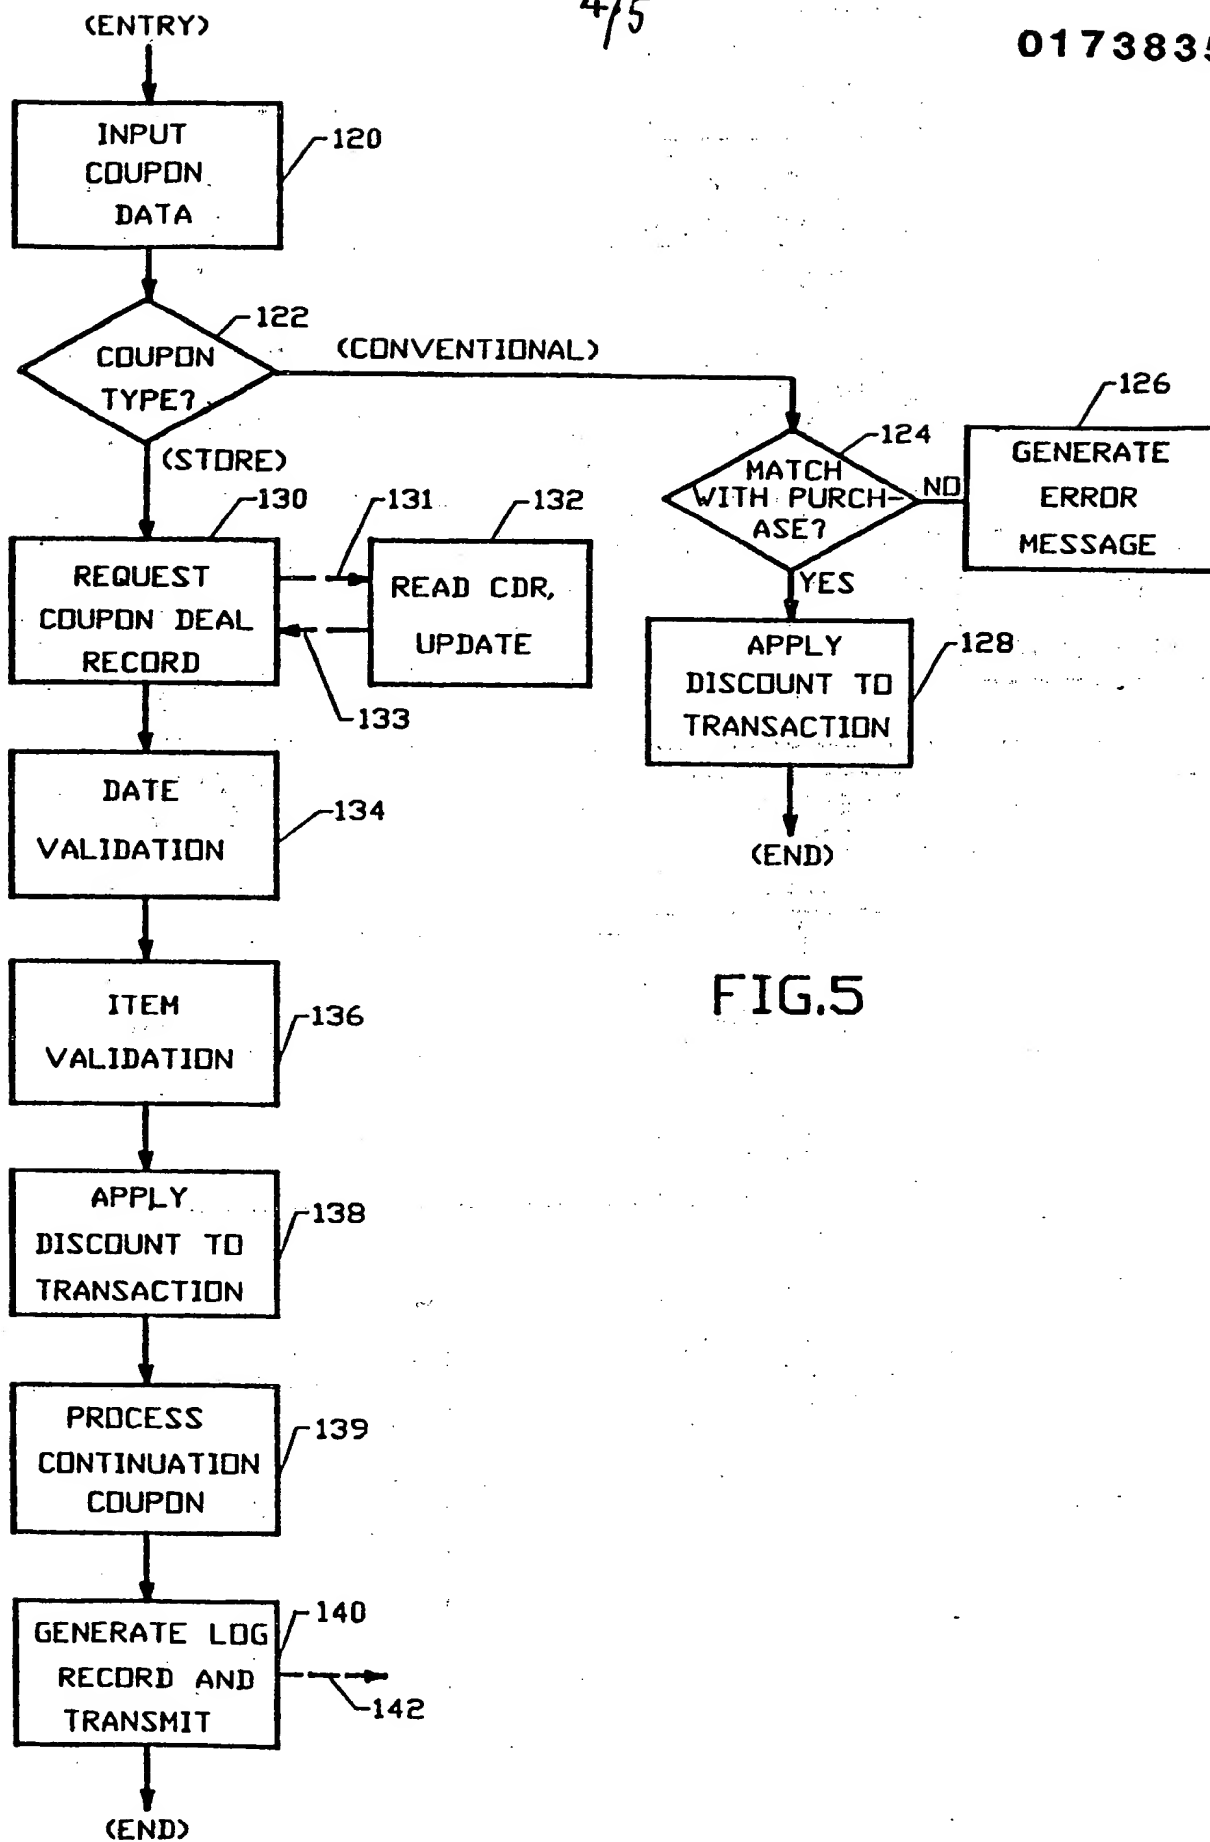 4/5
0173835
(ENTRY)
INPUT
COUPON
DATA
120
COUPON
TYPE?
122
(CONVENTIONAL)
(STORE)
MATCH
WITH PURCH-
ASE?
124
NO
GENERATE
ERROR
MESSAGE
126
YES
APPLY
DISCOUNT TO
TRANSACTION
128
(END)
130
REQUEST
COUPON DEAL
RECORD
131
132
READ CDR,
UPDATE
133
DATE
VALIDATION
134
ITEM
VALIDATION
136
APPLY
DISCOUNT TO
TRANSACTION
138
PROCESS
CONTINUATION
COUPON
139
GENERATE LOG
RECORD AND
TRANSMIT
140
142
(END)
FIG.5